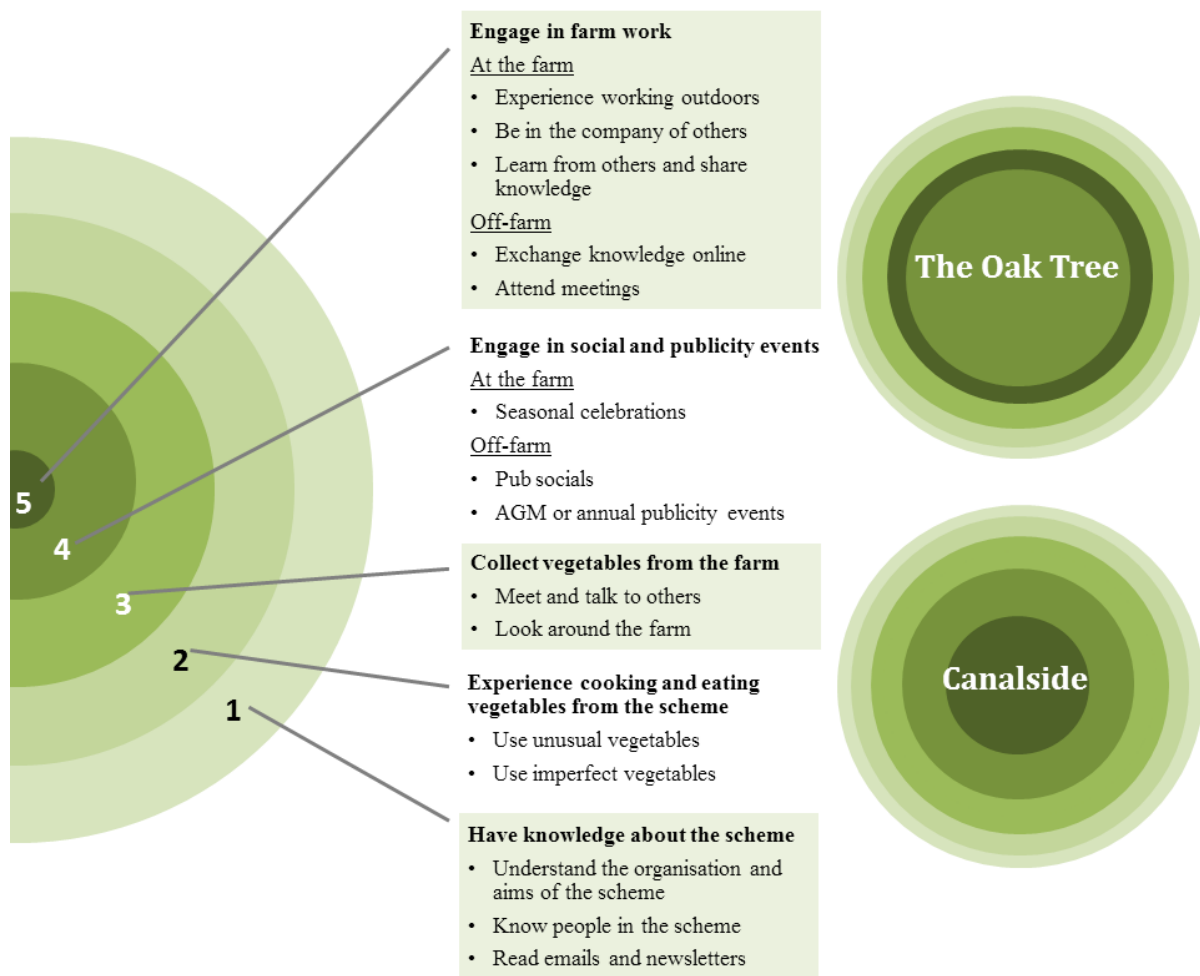 Engage in farm work
At the farm
• Experience working outdoors
• Be in the company of others
• Learn from others and share
knowledge
Off-farm
• Exchange knowledge online
• Attend meetings
Engage in social and publicity events
At the farm
• Seasonal celebrations
Off-farm
• Pub socials
• AGM or annual publicity events
Collect vegetables from the farm
• Meet and talk to others
• Look around the farm
Experience cooking and eating
vegetables from the scheme
• Use unusual vegetables
• Use imperfect vegetables
Have knowledge about the scheme
• Understand the organisation and
aims of the scheme
• Know people in the scheme
• Read emails and newsletters
5
4
3
2
1
The Oak Tree
Canalside